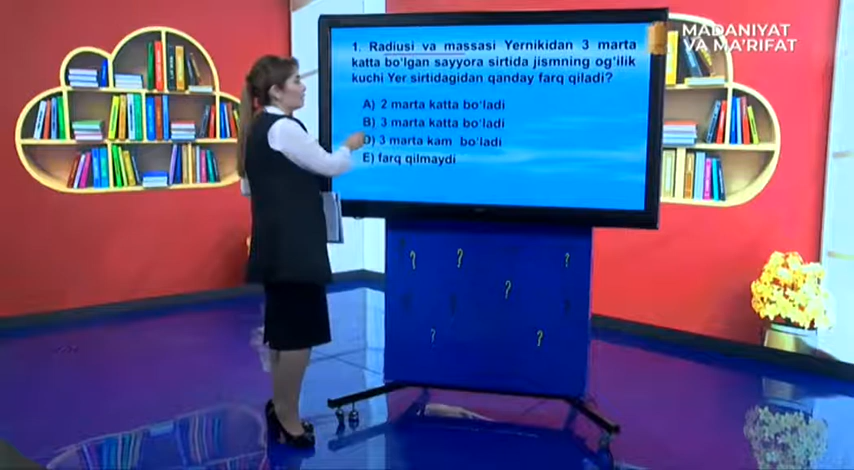 MADANIYAT
VA MA'RIFAT
1. Radiusi va massasi Yernikidan 3 marta
katta bo'lgan sayyora sirtida jismning og'irlik
kuchi Yer sirtidagidan qanday farq qiladi?
A) 2 marta katta bo'ladi
B) 3 marta katta bo'ladi
D) 3 marta kam bo'ladi
E) Farq qilmaydi
? ? ?
?
? ?